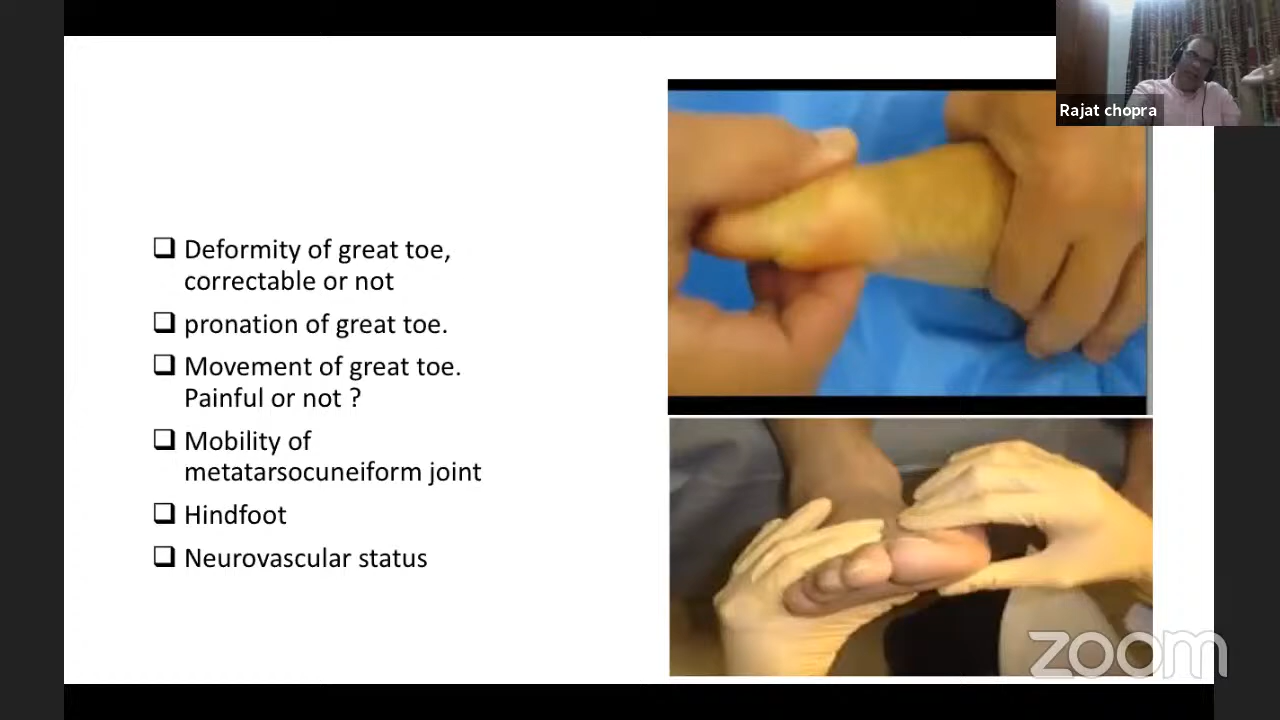 Rajat chopra
❑ Deformity of great toe,
correctable or not
❑ pronation of great toe.
❑ Movement of great toe.
Painful or not ?
❑ Mobility of
metatarsocuneiform joint
❑ Hindfoot
❑ Neurovascular status
zoom